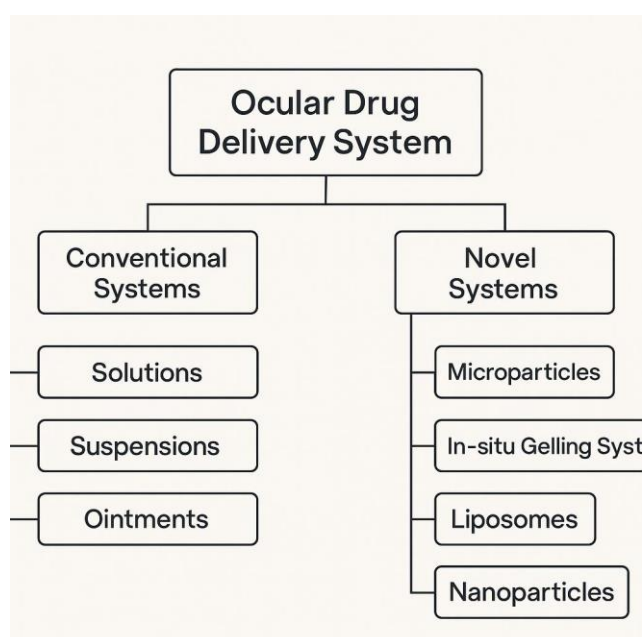 Ocular Drug
Delivery System
Conventional
Systems
Novel
Systems
Solutions
Suspensions
Ointments
Microparticles
In-situ Gelling Syst
Liposomes
Nanoparticles